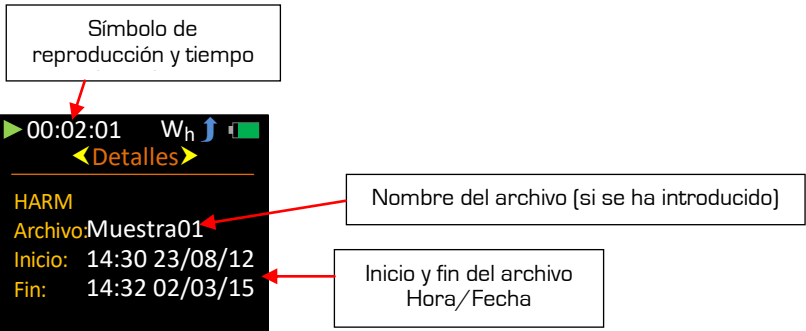 Símbolo de
reproducción y tiempo
00:02:01 Wh
Detalles
HARM
Archivo: Muestra01
Nombre del archivo (si se ha introducido)
Inicio: 14:30 23/08/12
Fin: 14:32 02/03/15
Inicio y fin del archivo
Hora/Fecha